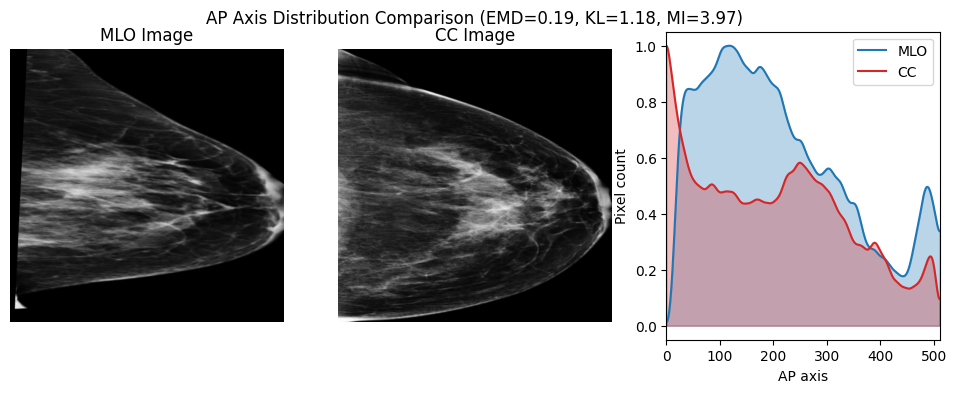 AP Axis Distribution Comparison (EMD=0.19, KL=1.18, MI=3.97)
MLO Image
CC Image
MLO
CC
Pixel count
1.0
0.8
0.6
0.4
0.2
0.0
0 100 200 300 400 500
AP axis